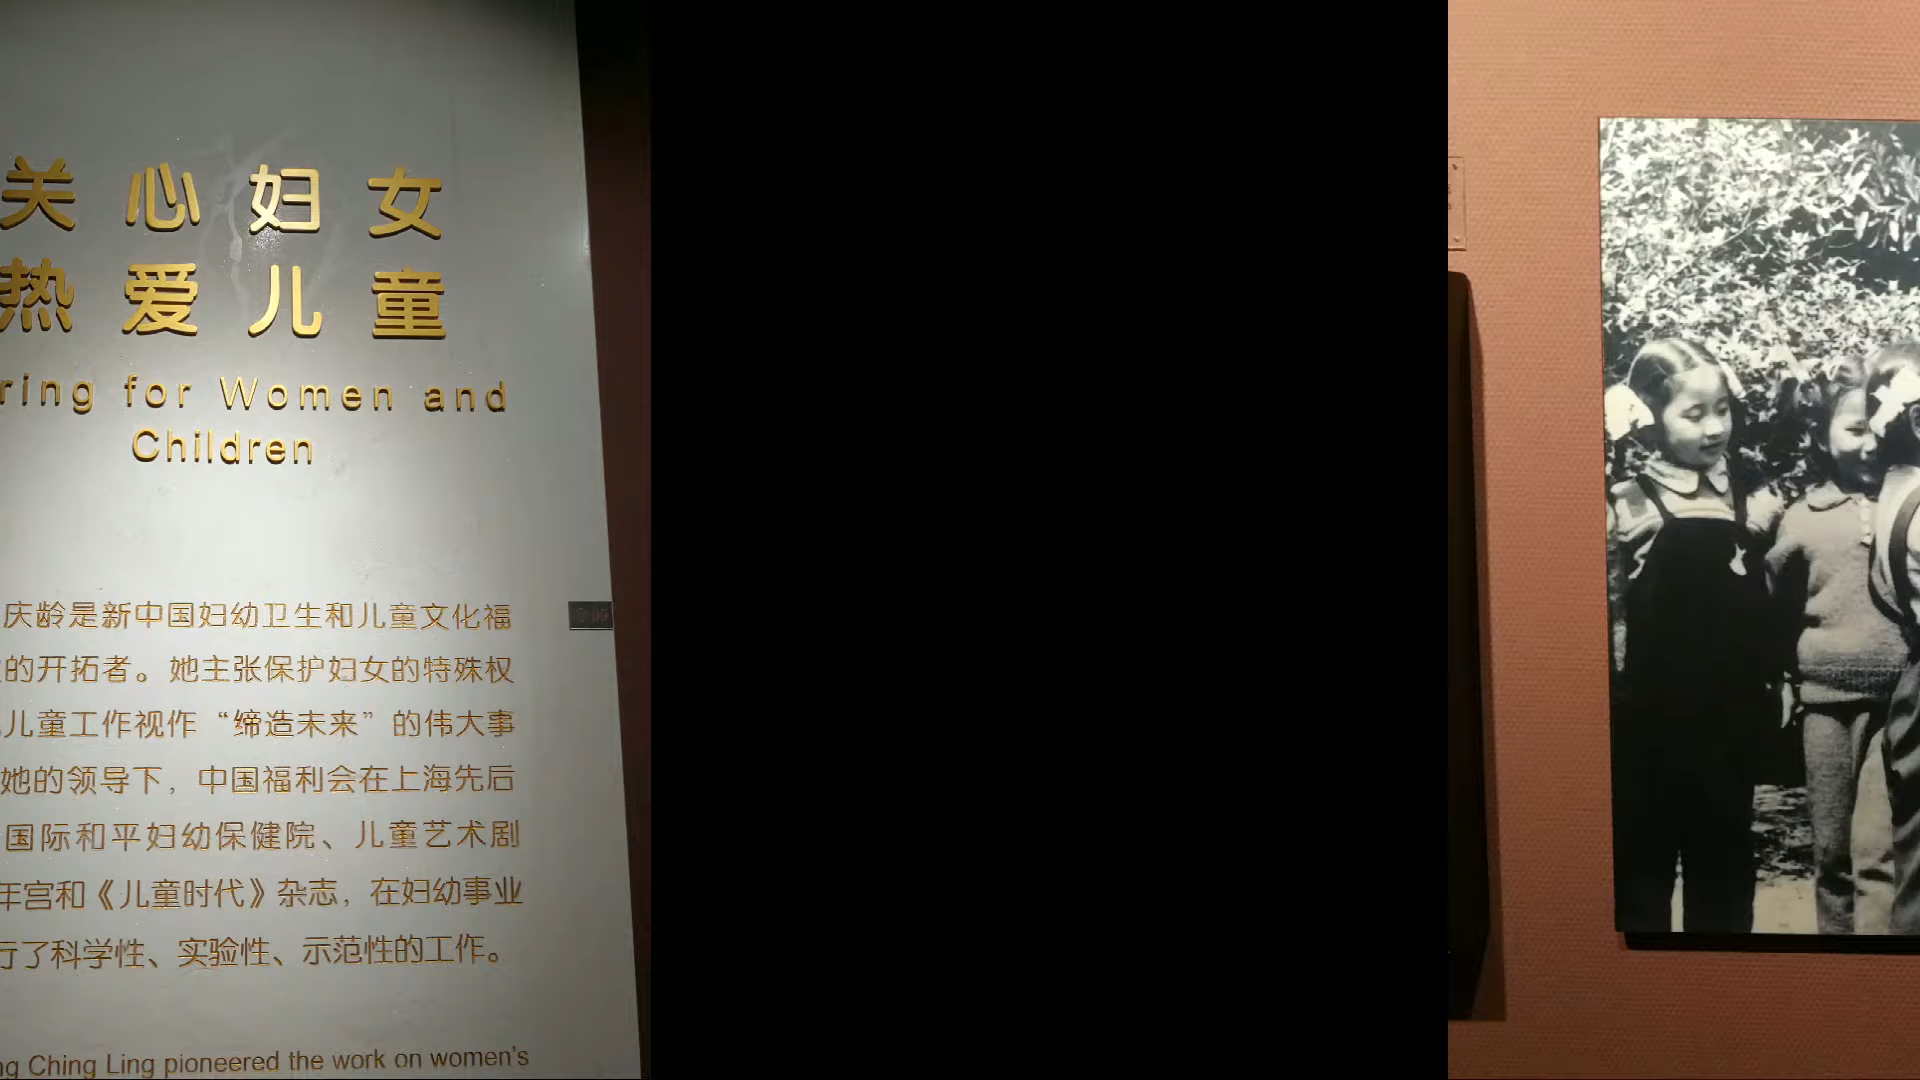 关心妇女
热爱儿童
ring for Women and
Children
庆龄是新中国妇幼卫生和儿童文化福
的开拓者。她主张保护妇女的特殊权
儿童工作视作“缔造未来”的伟大事
她的领导下，中国福利会在上海先后
国际和平妇幼保健院、儿童艺术剧
年宫和《儿童时代》杂志，在妇幼事业
行了科学性、实验性、示范性的工作。
ng Ching Ling pioneered the work on women's